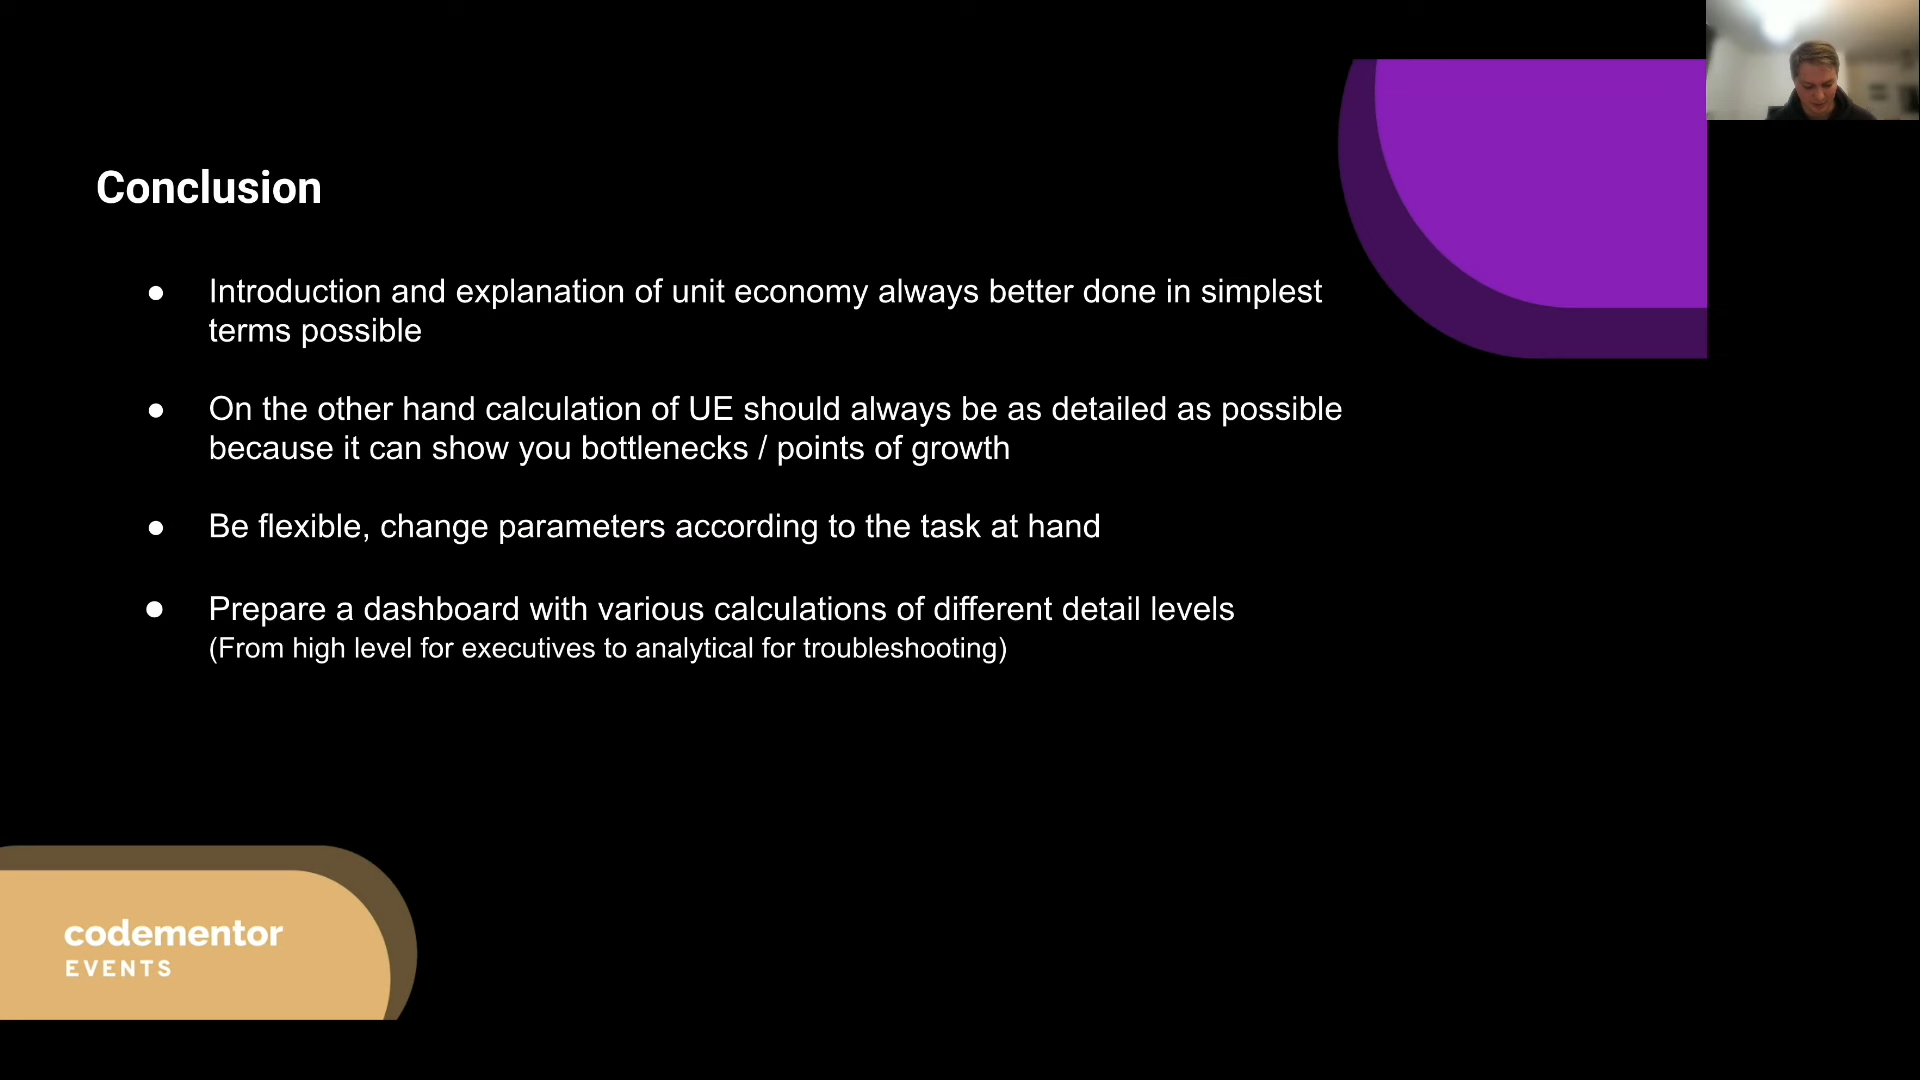 Conclusion
● Introduction and explanation of unit economy always better done in simplest
terms possible
● On the other hand calculation of UE should always be as detailed as possible
because it can show you bottlenecks / points of growth
● Be flexible, change parameters according to the task at hand
● Prepare a dashboard with various calculations of different detail levels
(From high level for executives to analytical for troubleshooting)
codementor
EVENTS